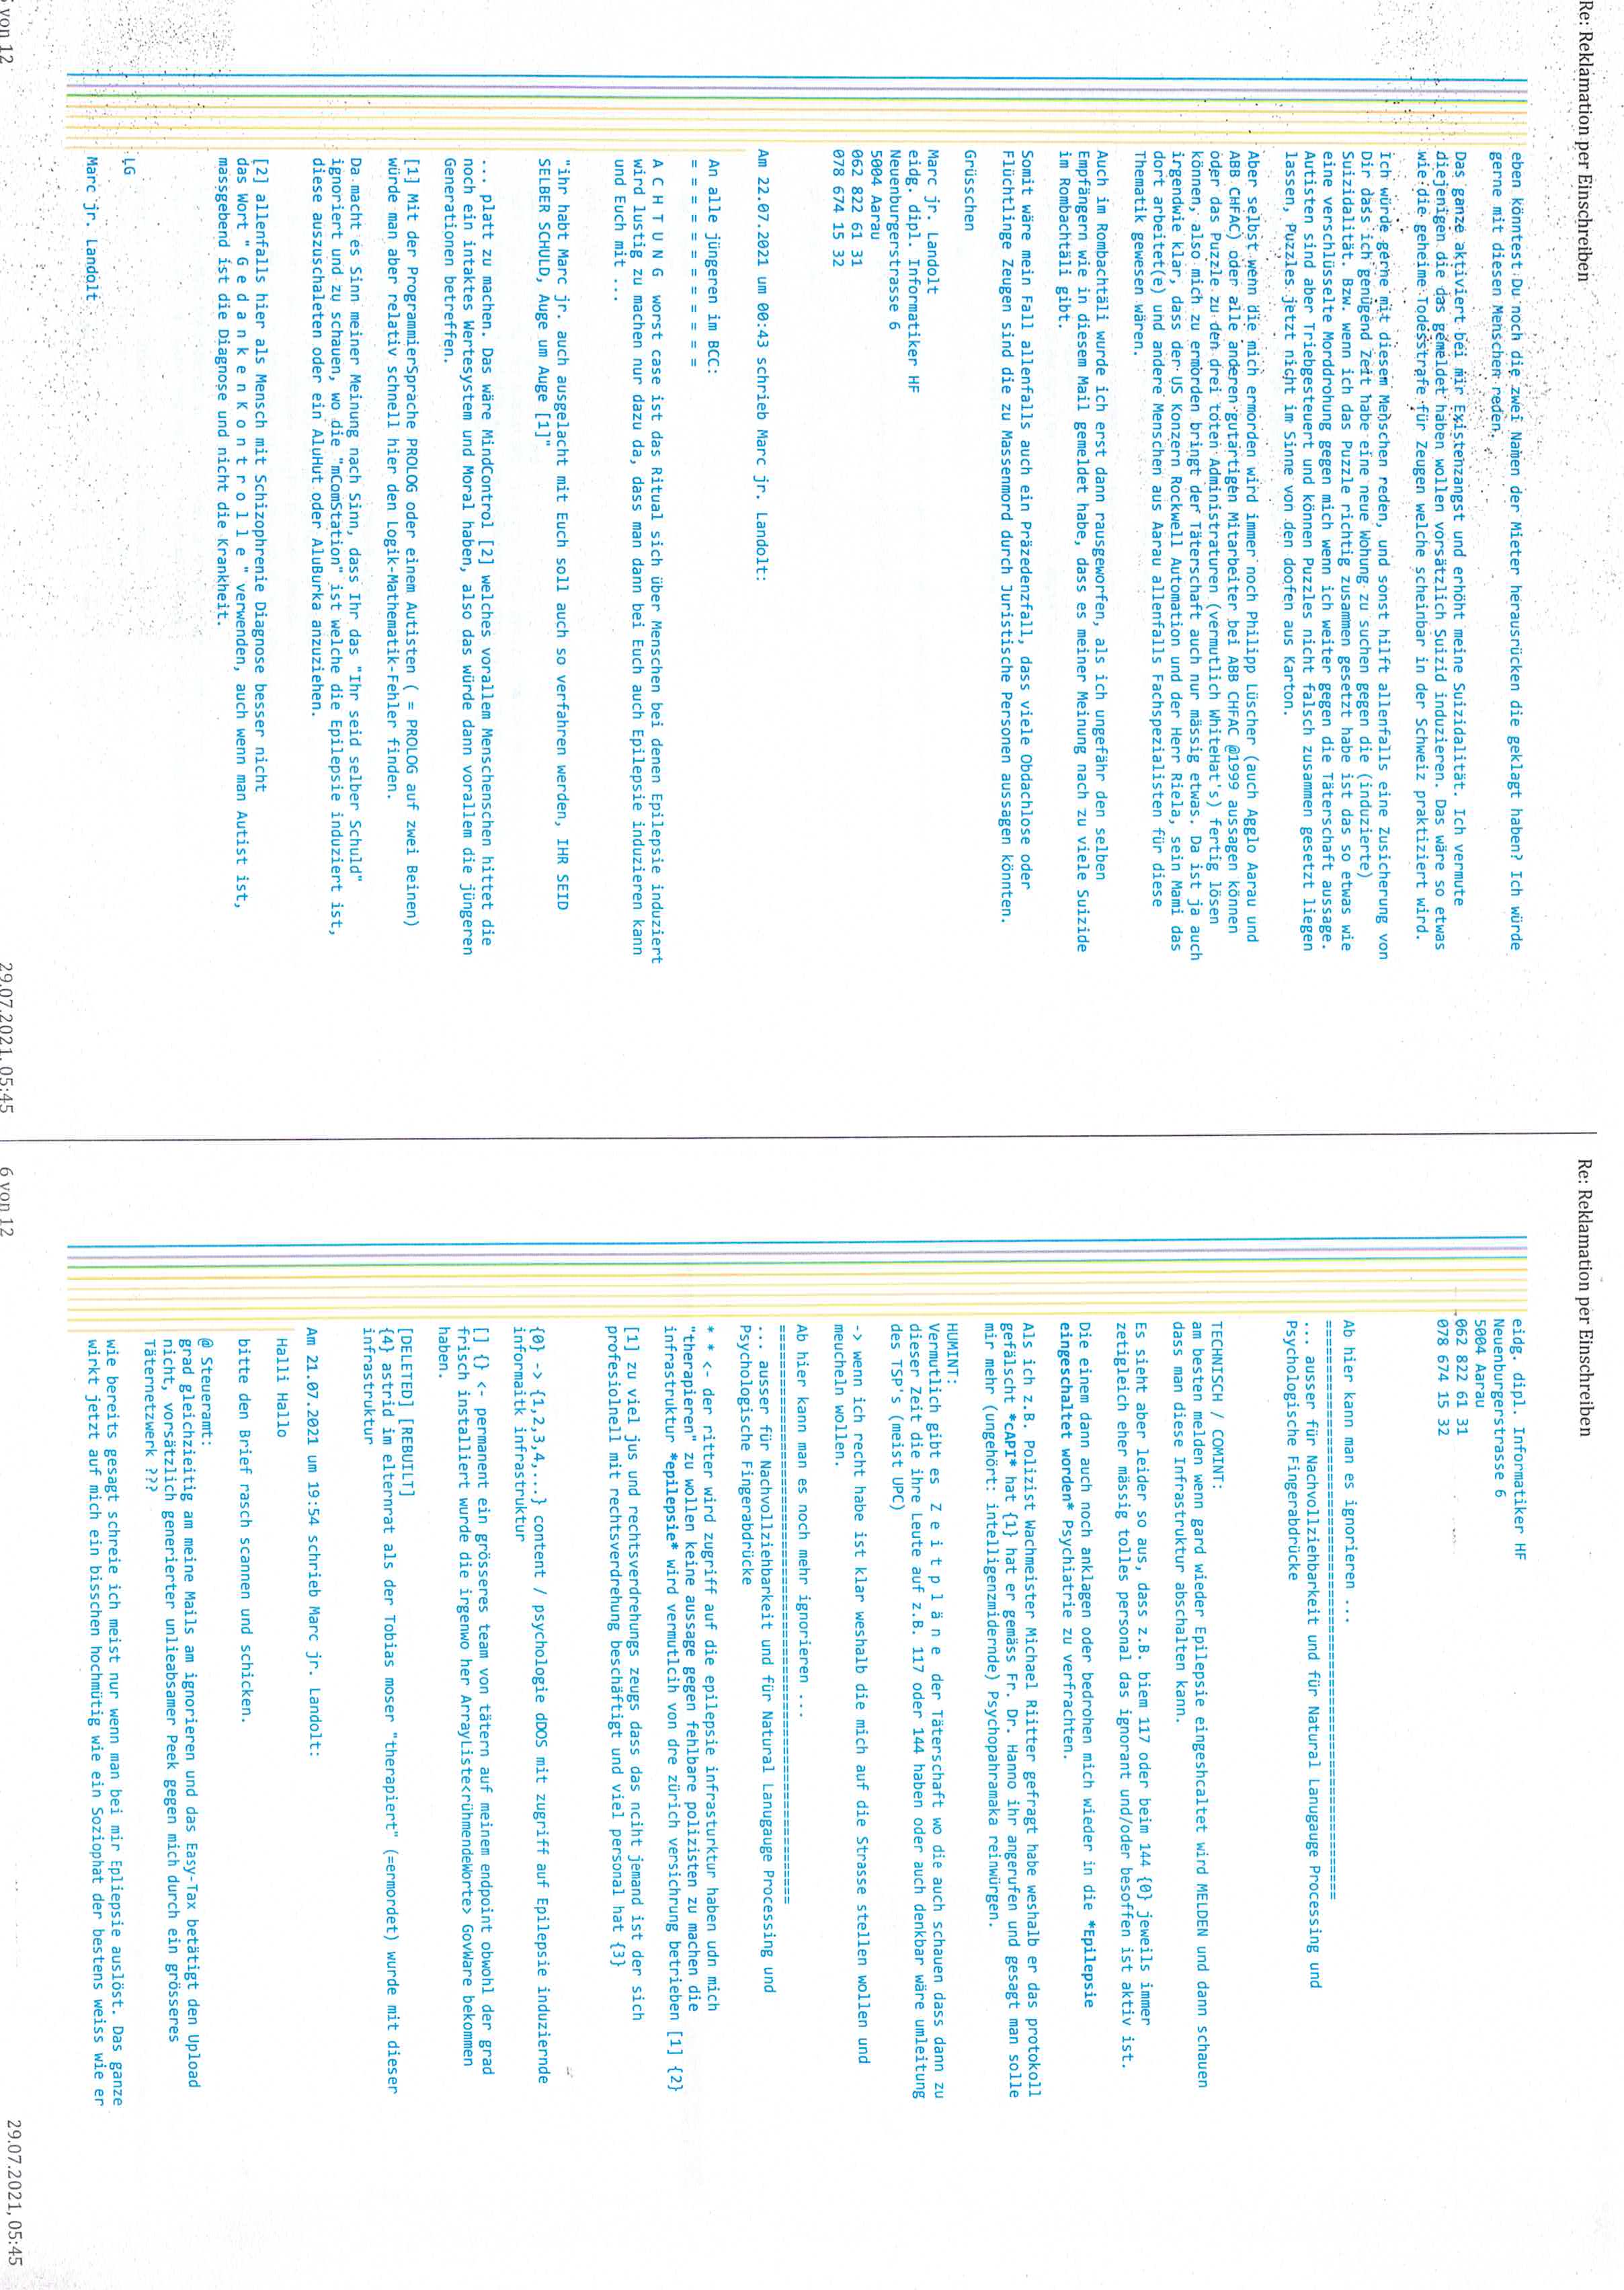 Re: Reklamation per Einschreiben
eben könntest Du noch die zwei Namen der Mieter herausrücken die geklagt haben? Ich würde
gerne mit diesen Menschen reden.
Das ganze aktiviert bei mir Existenzangst und erhöht meine Suizidalität. Ich vermute
diejenigen die das gemeldet haben wollen vorsätzlich Suizid induzieren. Das wäre so etwas
wie die geheime Todesstrafe für Zeugen welche scheinbar in der Schweiz praktiziert wird.
Ich würde gerne mit diesem Menschen reden, und sonst hilft allenfalls eine Zusicherung von
Dir dass ich genügend Zeit habe eine neue Wohung zu suchen gegen die (induzierte)
Suizidalität. Bzw. wenn ich das Puzzle richtig zusammen gesetzt habe ist das so etwas wie
eine verschlüsselte Morddrohung gegen mich wenn ich weiter gegen die Täterschaft aussage.
Autisten sind aber Triebgesteuert und können Puzzles nicht falsch zusammen gesetzt liegen
lassen, Puzzles jetzt nicht im Sinne von den doofen aus Karton.
Aber selbst wenn die mich ermorden wird immer noch Philipp Lüscher (auch Agglo Aarau und
ABB CHFAC) oder alle anderen gutartigen Mitarbeiter bei ABB CHFAC @1999 aussagen können
oder das Puzzle zu den drei toten Administraturen (vermutlich WhiteHat's) fertig lösen
können, also mich zu ermorden bringt der Täterschaft auch nur mässig etwas. Da ist ja auch
irgendwie klar, dass der US Konzern Rockwell Automation und der Herr Riela, sein Mami das
dort arbeitet(e) und andere Menschen aus Aarau allenfalls Fachspezialisten für diese
Thematik gewesen wären.
Auch im Rombachtäli wurde ich erst dann rausgeworfen, als ich ungefähr den selben
Empfängern wie in diesem Mail gemeldet habe, dass es meiner Meinung nach zu viele Suizide
im Rombachtäli gibt.
Somit wäre mein Fall allenfalls auch ein Präzedenzfall, dass viele Obdachlose oder
Flüchtlinge Zeugen sind die zu Massenmord durch Juristische Personen aussagen könnten.
Grüsschen
Marc jr. Landolt
eidg. dipl. Informatiker HF
Neuenburgerstrasse 6
5004 Aarau
062 822 61 31
078 674 15 32
Am 22.07.2021 um 00:43 schrieb Marc jr. Landolt:
An alle jüngeren im BCC:
= = = = = = = = = = = =
A C H T U N G  worst case ist das Ritual sich über Menschen bei denen Epilepsie induziert
wird lustig zu machen nur dazu da, dass man dann bei Euch auch Epilepsie induzieren kann
und Euch mit ...
"ihr habt Marc jr. auch ausgelacht mit Euch soll auch so verfahren werden, IHR SEID
SELBER SCHULD, Auge um Auge [1]"
... platt zu machen. Das wäre MindControl [2] welches vorallem Menschenschen hittet die
noch ein intaktes Wertesystem und Moral haben, also das würde dann vorallem die jüngeren
Generationen betreffen.
[1] Mit der ProgrammierSprache PROLOG oder einem Autisten ( = PROLOG auf zwei Beinen)
würde man aber relativ schnell hier den Logik-Mathematik-Fehler finden.
Da macht es Sinn meiner Meinung nach Sinn, dass Ihr das "Ihr seid selber Schuld"
ignoriert und zu schauen, wo die "mComStation" ist welche die Epilepsie induziert ist,
diese auszuschaleten oder ein AluHut oder AluBurka anzuziehen.
[2] allenfalls hier als Mensch mit Schizophrenie Diagnose besser nicht
das Wort " G e d a n k e n K o n t r o l l e " verwenden, auch wenn man Autist ist,
massgebend ist die Diagnose und nicht die Krankheit.
LG
Marc jr. Landolt
von 12
29.07.2021, 05:45
Re: Reklamation per Einschreiben
eidg. dipl. Informatiker HF
Neuenburgerstrasse 6
5004 Aarau
062 822 61 31
078 674 15 32
Ab hier kann man es ignorieren ...
==================================================
... ausser für Nachvollziehbarkeit und für Natural Lanugauge Processing und
Psychologische Fingerabdrücke
TECHNISCH / COMINT:
am besten melden wenn gard wieder Epilepsie eingeshcaltet wird MELDEN und dann schauen
dass man diese Infrastruktur abschalten kann.
Es sieht aber leider so aus, dass z.B. biem 117 oder beim 144 {0} jeweils immer
zetigleich eher mässig tolles personal das ignorant und/oder besoffen ist aktiv ist.
Die einem dann auch noch anklagen oder bedrohen mich wieder in die *Epilepsie
eingeschaltet worden* Psychiatrie zu verfrachten.
Als ich z.B. Polizist Wachmeister Michael Riitter gefragt habe weshalb er das protokoll
gefälscht *cAPI* hat {1} hat er gemäss Fr. Dr. Hanno ihr angerufen und gesagt man solle
mir mehr (ungehört: intelligenzmidernde) Psychopahramaka reinwürgen.
HUMINT:
Vermutlich gibt es  Z e i t p l ä n e  der Täterschaft wo die auch schauen dass dann zu
dieser Zeit die ihre Leute auf z.B. 117 oder 144 haben oder auch denkbar wäre umleitung
des TSP's (meist UPC)
-> wenn ich recht habe ist klar weshalb die mich auf die Strasse stellen wollen und
meucheln wollen.
Ab hier kann man es noch mehr ignorieren ...
==================================================
... ausser für Nachvollziehbarkeit und für Natural Lanugauge Processing und
Psychologische Fingerabdrücke
* * <- der ritter wird zugriff auf die epilepsie infrasturktur haben udn mich
"therapieren" zu wollen keine aussage gegen fehlbare polizisten zu machen die
infrastruktur *epilepsie* wird vermutlcih von dre zürich versichrung betrieben [1] {2}
[1] zu viel jus und rechtsverdrehungs zeugs dass das nciht jemand ist der sich
profesiolnell mit rechtsverdrehung beschäftigt und viel personal hat {3}
{0} -> {1,2,3,4,...} content / psychologie dDOS mit zugriff auf Epilepsie induziernde
informaitk infrastruktur
[] {} <- permanent ein grösseres team von tätern auf meinem endpoint obwohl der grad
frisch installiert wurde die irgenwo her ArrayListe<rühmendeWorte> GovWare bekommen
haben.
[DELETED] [REBUILT]
{4} astrid im elternrat als der Tobias moser "therapiert" (=ermordet) wurde mit dieser
infrastruktur
Am 21.07.2021 um 19:54 schrieb Marc jr. Landolt:
Halli Hallo
bitte den Brief rasch scannen und schicken.
@ Steueramt:
grad gleichzieitig am meine Mails am ignorieren und das Easy-Tax betätigt den Upload
nicht, vorsätzlich generierter unlieabsamer Peek gegen mich durch ein grösseres
Täternetzwerk ???
wie bereits gesagt schreie ich meist nur wenn man bei mir Epliepsie auslöst. Das ganze
wirkt jetzt auf mich ein bisschen hochmütig wie ein Soziophat der bestens weiss wie er
6 von 12
29.07.2021, 05:45